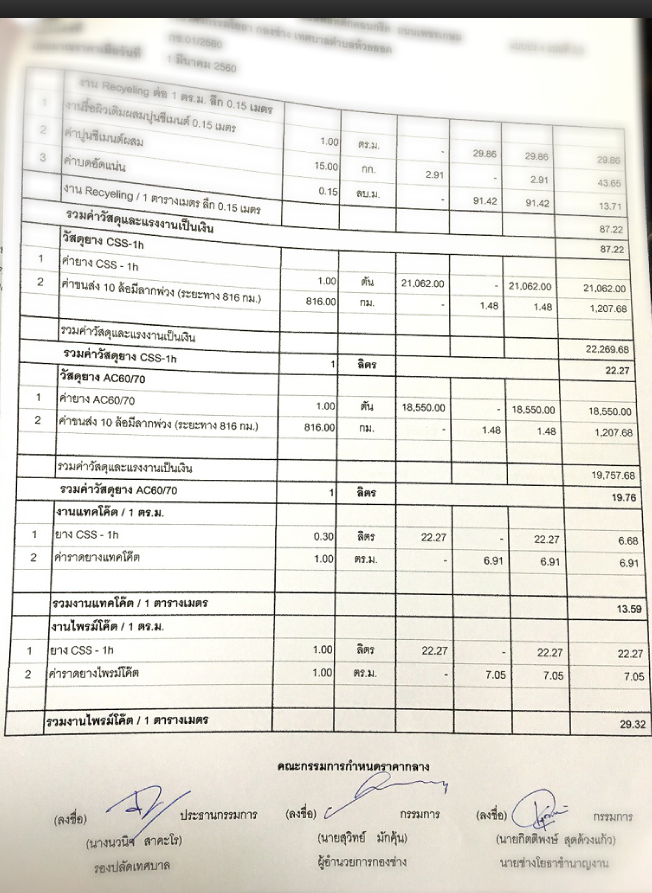 กช.01/2560 กองช่าง เทศบาลตำบลห้วยยอด
1 มีนาคม 2560
งาน Recyeling ต่อ 1 ตร.ม. ลึก 0.15 เมตร
1 งานรื้อผิวเดิมผสมปูนซีเมนต์ 0.15 เมตร 1.00 ตร.ม. - 29.86 29.86 29.86
2 ค่าปูนซีเมนต์ผสม 15.00 กก. 2.91 - 2.91 43.65
3 ค่าบดอัดแน่น 0.15 ลบ.ม. - 91.42 91.42 13.71
งาน Recyeling / 1 ตารางเมตร ลึก 0.15 เมตร 87.22
รวมค่าวัสดุและแรงงานเป็นเงิน 87.22
วัสดุยาง CSS-1h
1 ค่ายาง CSS - 1h 1.00 ตัน 21,062.00 - 21,062.00 21,062.00
2 ค่าขนส่ง 10 ล้อมีลากพ่วง (ระยะทาง 816 กม.) 816.00 กม. - 1.48 1.48 1,207.68
รวมค่าวัสดุและแรงงานเป็นเงิน 22,269.68
รวมค่าวัสดุยาง CSS-1h 1 ลิตร 22.27
วัสดุยาง AC60/70
1 ค่ายาง AC60/70 1.00 ตัน 18,550.00 - 18,550.00 18,550.00
2 ค่าขนส่ง 10 ล้อมีลากพ่วง (ระยะทาง 816 กม.) 816.00 กม. - 1.48 1.48 1,207.68
รวมค่าวัสดุและแรงงานเป็นเงิน 19,757.68
รวมค่าวัสดุยาง AC60/70 1 ลิตร 19.76
งานแทคโค๊ต / 1 ตร.ม.
1 ยาง CSS - 1h 0.30 ลิตร 22.27 - 22.27 6.68
2 ค่าราดยางแทคโค๊ต 1.00 ตร.ม. - 6.91 6.91 6.91
รวมงานแทคโค๊ต / 1 ตารางเมตร 13.59
งานไพรม์โค๊ต / 1 ตร.ม.
1 ยาง CSS - 1h 1.00 ลิตร 22.27 - 22.27 22.27
2 ค่าราดยางไพรม์โค๊ต 1.00 ตร.ม. - 7.05 7.05 7.05
รวมงานไพรม์โค๊ต / 1 ตารางเมตร 29.32
คณะกรรมการกำหนดราคากลาง
(ลงชื่อ) ประธานกรรมการ (ลงชื่อ) กรรมการ (ลงชื่อ) กรรมการ
(นางนวนิจ สาคะโร) (นายสุวิทย์ มักคุ้น) (นายกิตติพงษ์ สุดด้วงแก้ว)
รองปลัดเทศบาล ผู้อำนวยการกองช่าง นายช่างโยธาชำนาญงาน